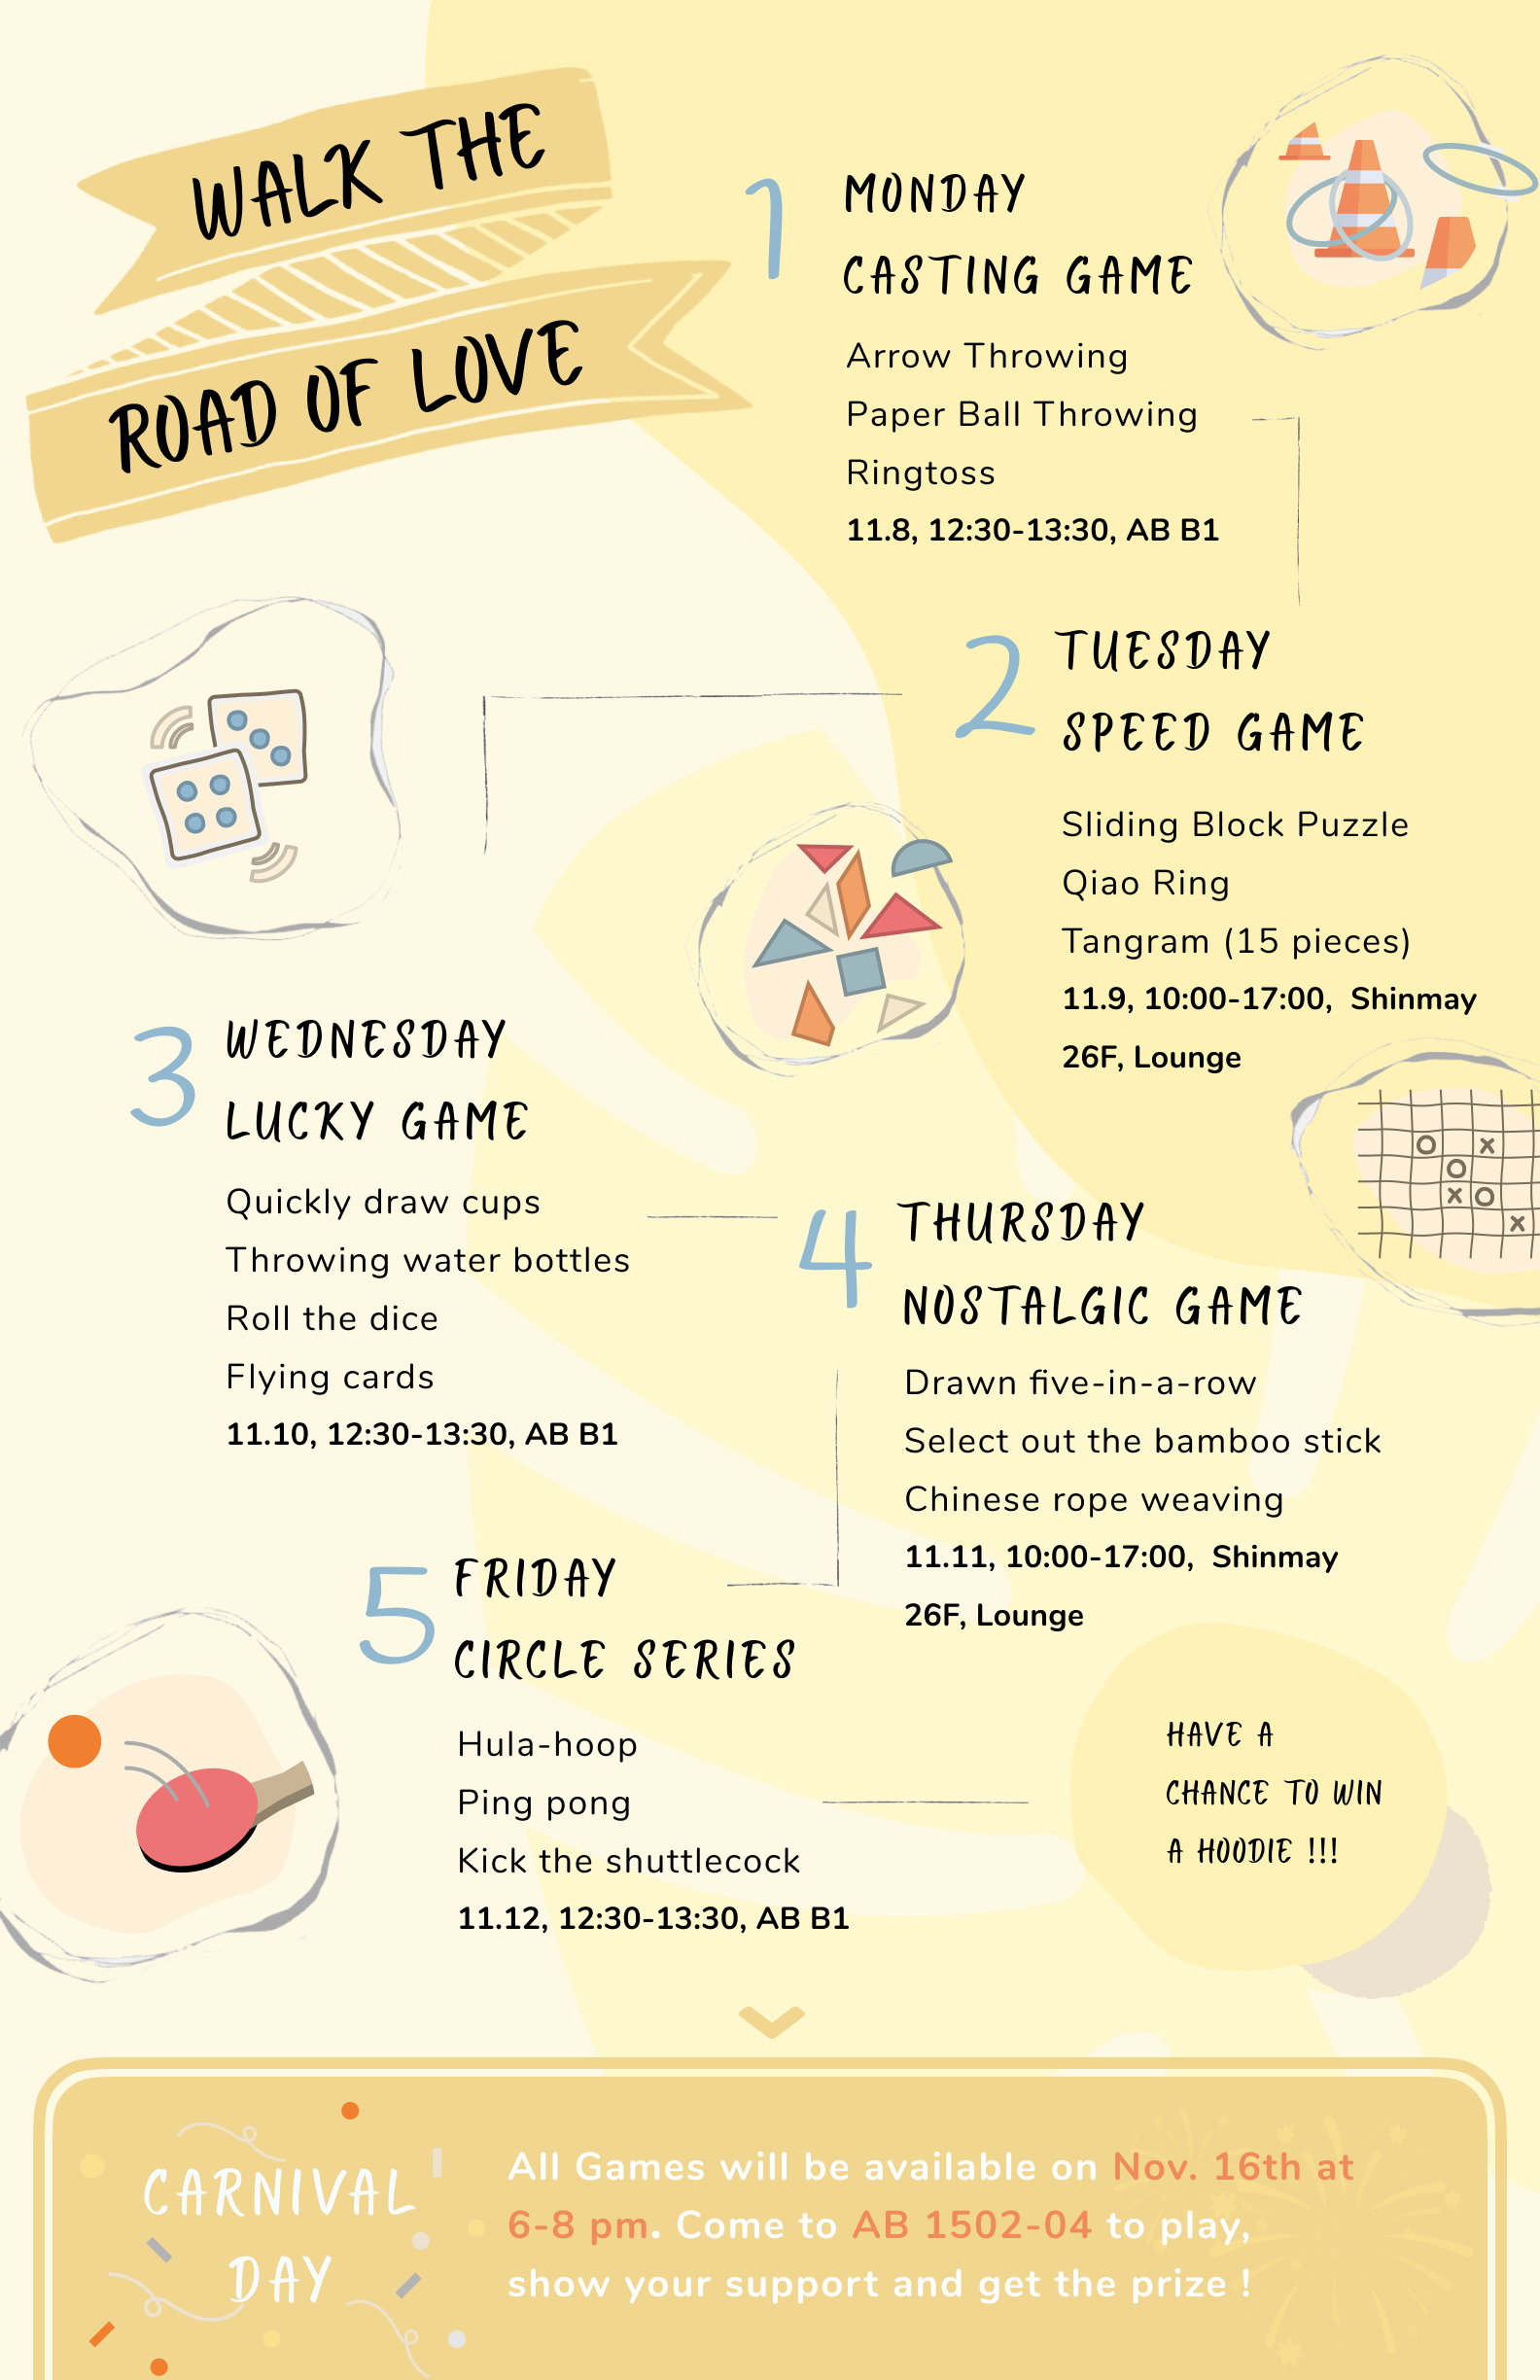 WALK THE
ROAD OF LOVE
1
MONDAY
CASTING GAME
Arrow Throwing
Paper Ball Throwing
Ringtoss
11.8, 12:30-13:30, AB B1
2
TUESDAY
SPEED GAME
Sliding Block Puzzle
Qiao Ring
Tangram (15 pieces)
11.9, 10:00-17:00, Shinmay
26F, Lounge
3
WEDNESDAY
LUCKY GAME
Quickly draw cups
Throwing water bottles
Roll the dice
Flying cards
11.10, 12:30-13:30, AB B1
4
THURSDAY
NOSTALGIC GAME
Drawn five-in-a-row
Select out the bamboo stick
Chinese rope weaving
11.11, 10:00-17:00, Shinmay
26F, Lounge
5
FRIDAY
CIRCLE SERIES
Hula-hoop
Ping pong
Kick the shuttlecock
11.12, 12:30-13:30, AB B1
HAVE A
CHANCE TO WIN
A HOODIE !!!
CARNIVAL
DAY
All Games will be available on Nov. 16th at
6-8 pm. Come to AB 1502-04 to play,
show your support and get the prize !